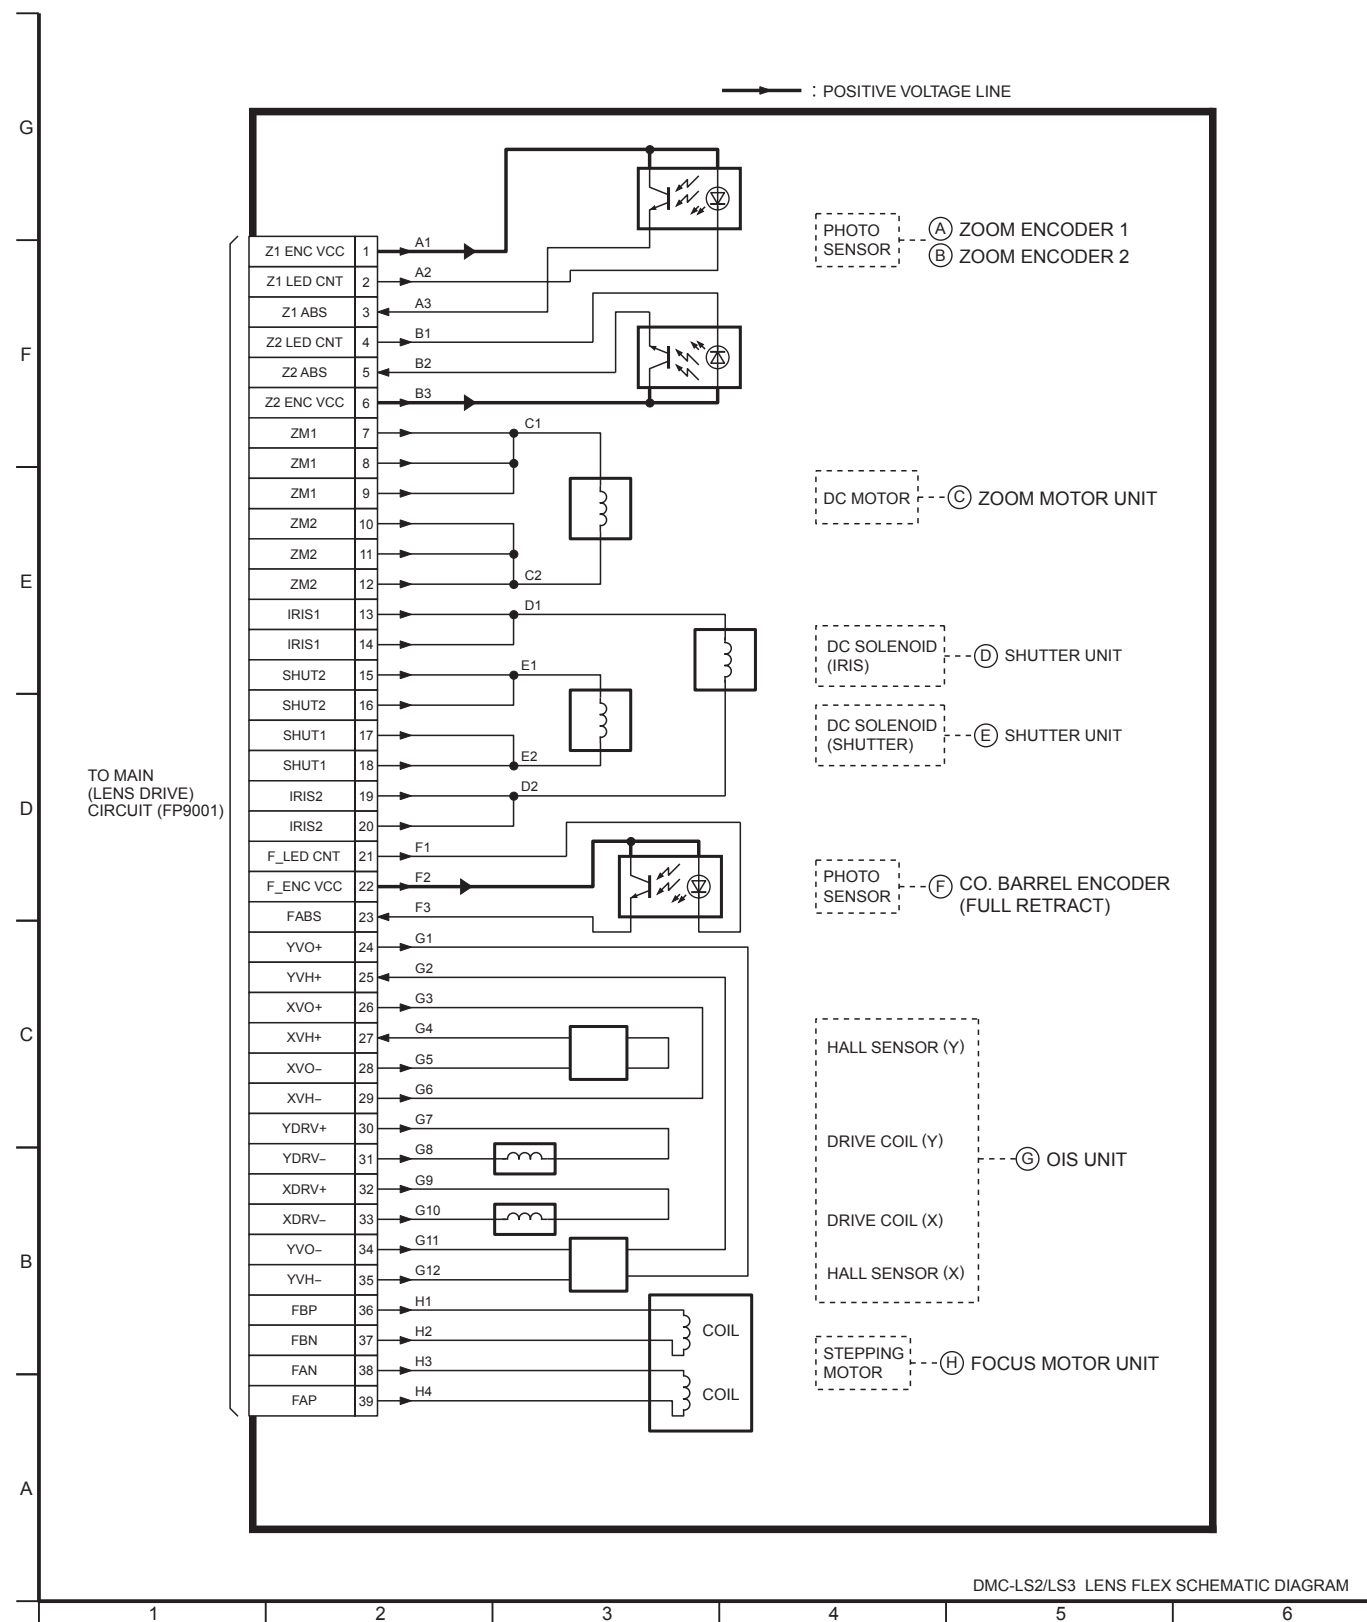 : POSITIVE VOLTAGE LINE
G
F
E
D
C
B
A
TO MAIN
(LENS DRIVE)
CIRCUIT (FP9001)
Z1 ENC VCC 1 A1
Z1 LED CNT 2 A2
Z1 ABS 3 A3
Z2 LED CNT 4 B1
Z2 ABS 5 B2
Z2 ENC VCC 6 B3
ZM1 7 C1
ZM1 8
ZM1 9
ZM2 10
ZM2 11
ZM2 12 C2
IRIS1 13 D1
IRIS1 14
SHUT2 15 E1
SHUT2 16
SHUT1 17
SHUT1 18 E2
IRIS2 19 D2
IRIS2 20
F_LED CNT 21 F1
F_ENC VCC 22 F2
FABS 23 F3
YVO+ 24 G1
YVH+ 25 G2
XVO+ 26 G3
XVH+ 27 G4
XVO– 28 G5
XVH– 29 G6
YDRV+ 30 G7
YDRV– 31 G8
XDRV+ 32 G9
XDRV– 33 G10
YVO– 34 G11
YVH– 35 G12
FBP 36 H1
FBN 37 H2
FAN 38 H3
FAP 39 H4
COIL
COIL
PHOTO
SENSOR
A ZOOM ENCODER 1
B ZOOM ENCODER 2
DC MOTOR
C ZOOM MOTOR UNIT
DC SOLENOID
(IRIS)
D SHUTTER UNIT
DC SOLENOID
(SHUTTER)
E SHUTTER UNIT
PHOTO
SENSOR
F CO. BARREL ENCODER
(FULL RETRACT)
HALL SENSOR (Y)
DRIVE COIL (Y)
G OIS UNIT
DRIVE COIL (X)
HALL SENSOR (X)
STEPPING
MOTOR
H FOCUS MOTOR UNIT
DMC-LS2/LS3 LENS FLEX SCHEMATIC DIAGRAM
1 2 3 4 5 6